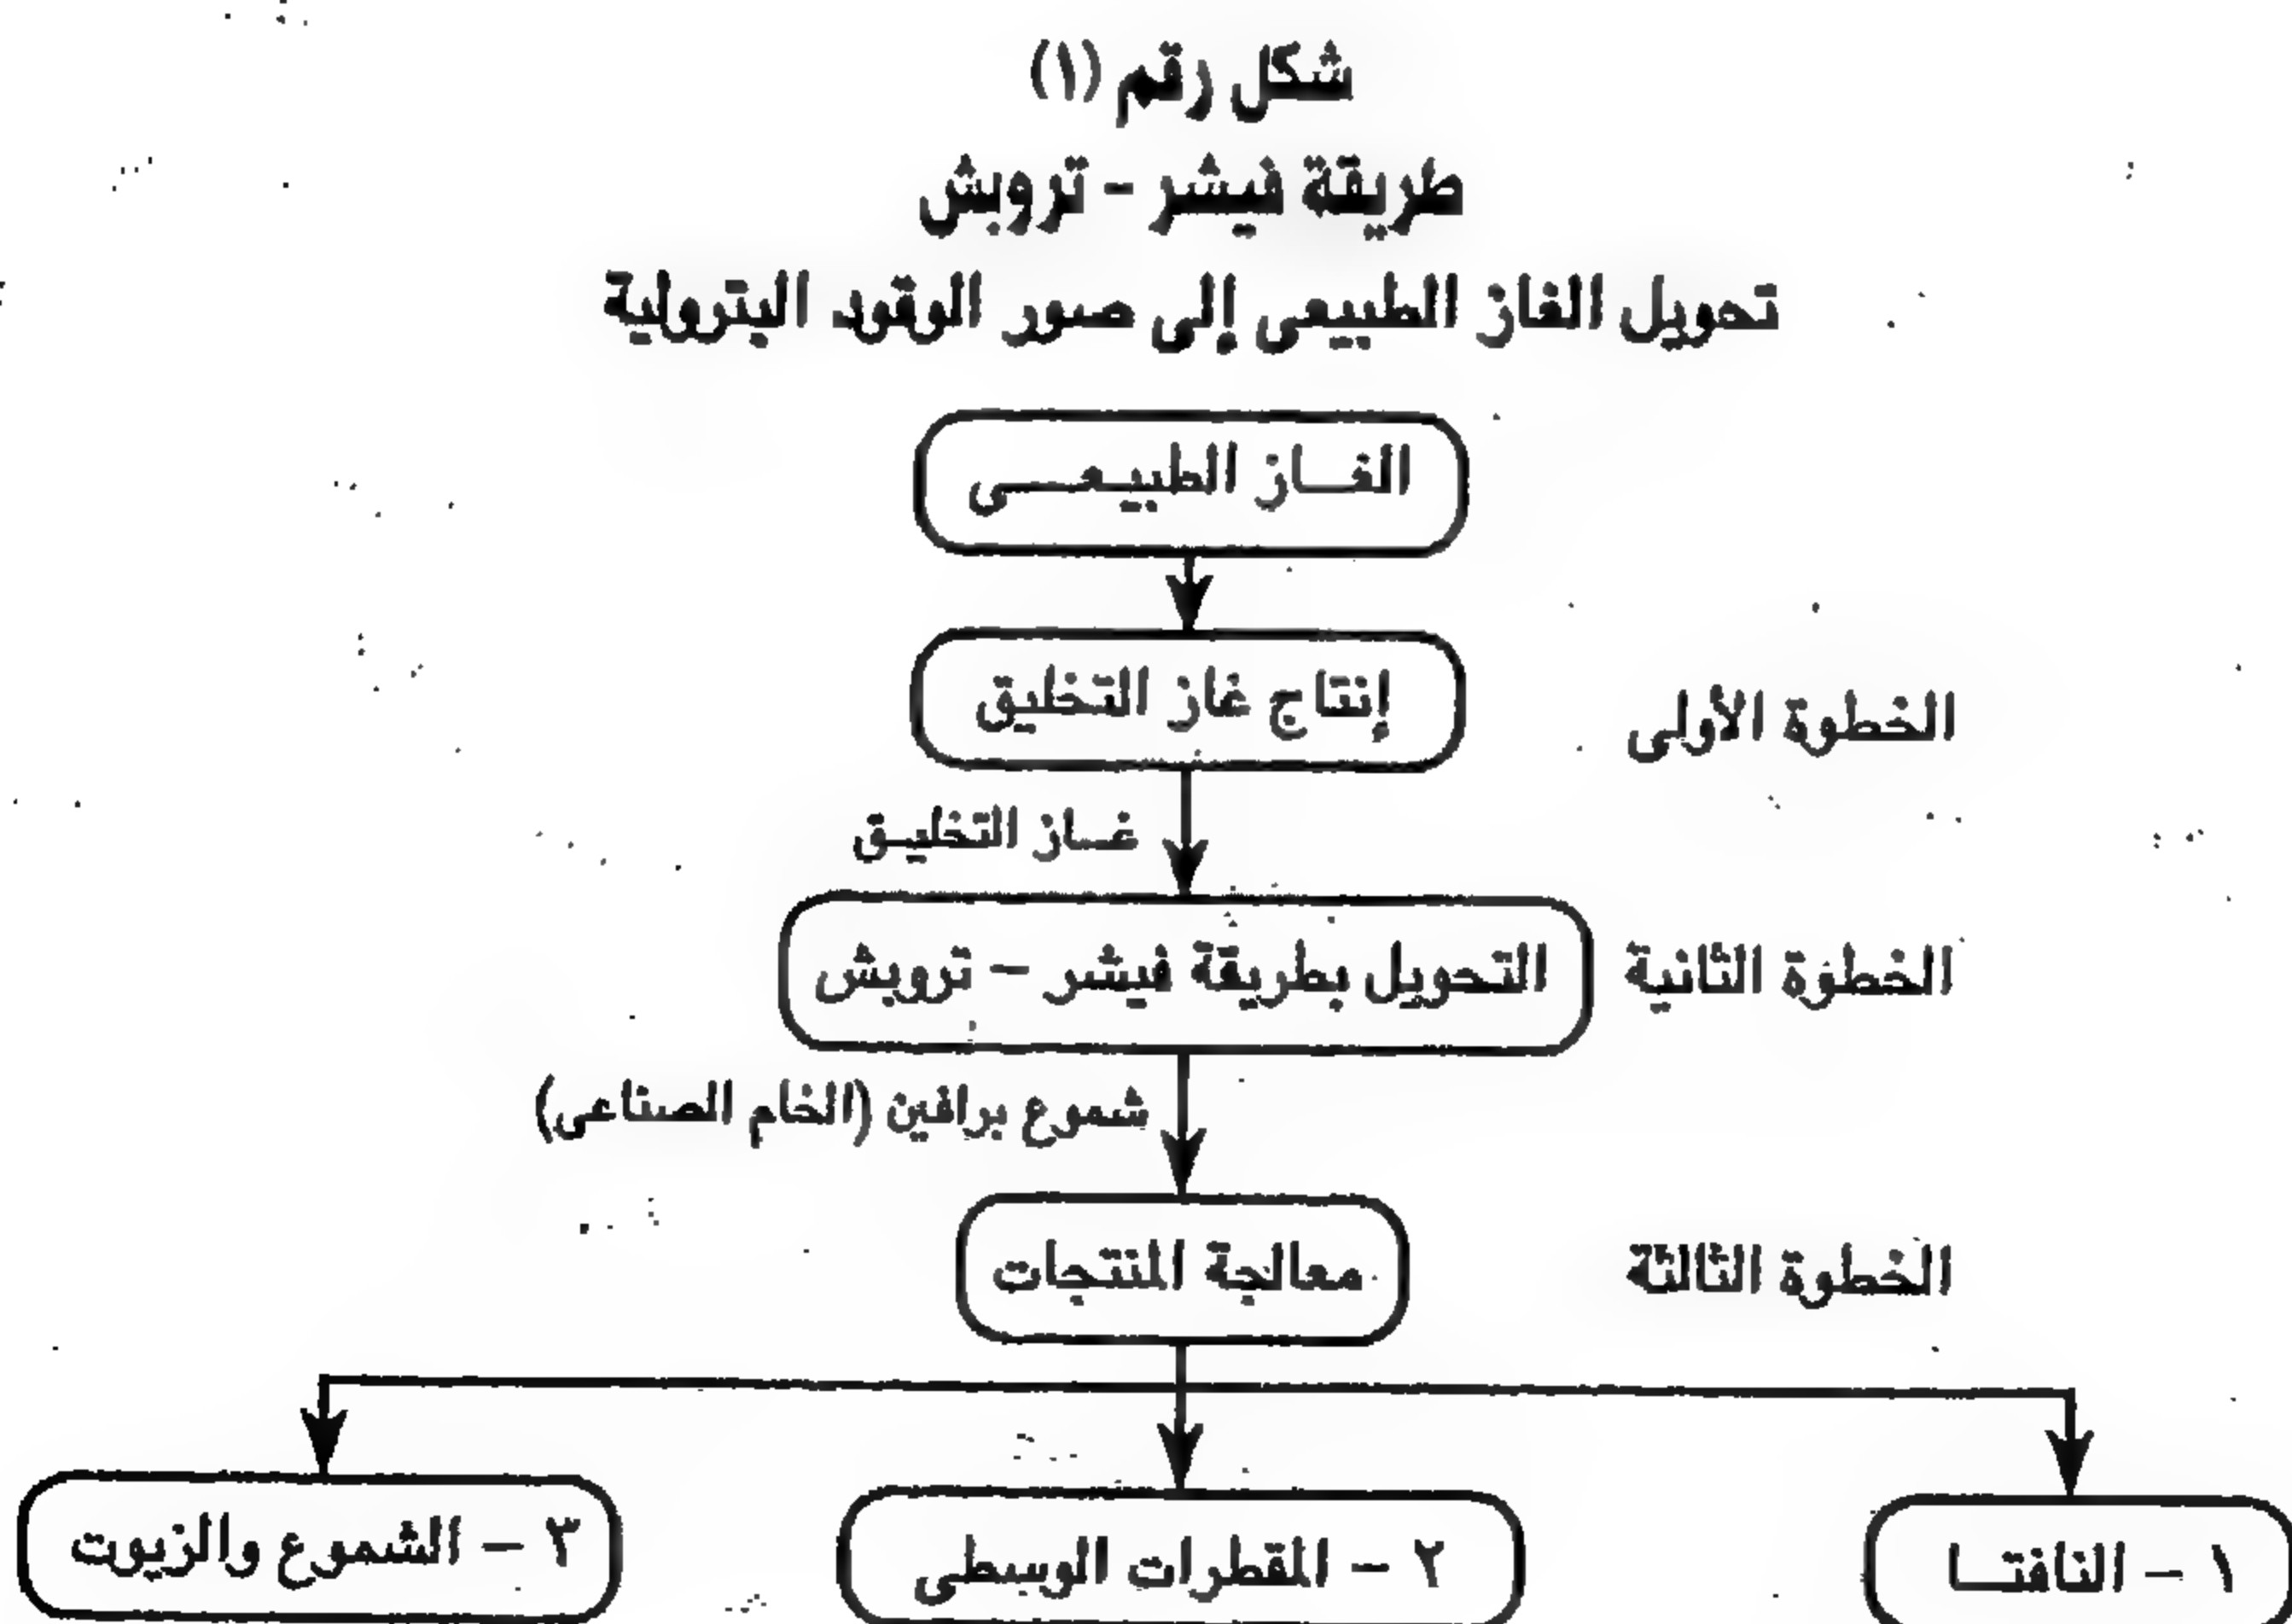 شكل رقم (١)
طريقة فيشر - تروبش
تحويل الغاز الطبيعى إلى صور الوقود البترولية
الغاز الطبيعى
إنتاج غاز التخليق
الخطوة الأولى
غاز التخليق
الخطوة الثانية
التحويل بطريقة فيشر – تروبش
شموع برافين (الخام الصناعى)
الخطوة الثالثة
معالجة المنتجات
١ – النافتا
٢ – المقطرات الوسطى
٣ – الشموع والزيوت